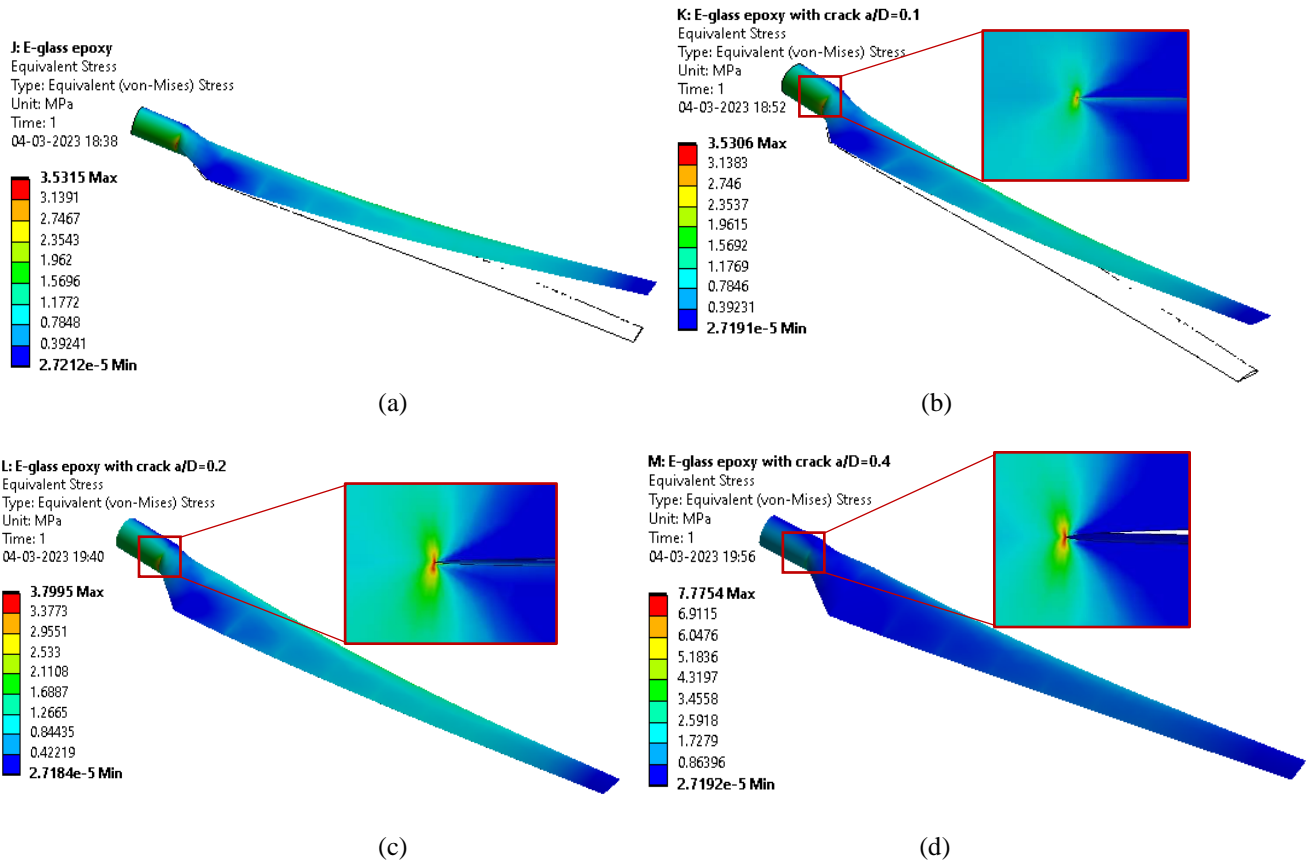 J: E-glass epoxy
Equivalent Stress
Type: Equivalent (von-Mises) Stress
Unit: MPa
Time: 1
04-03-2023 18:38
3.5315 Max
3.1391
2.7467
2.3543
1.962
1.5696
1.1772
0.7848
0.39241
2.7212e-5 Min
(a)
K: E-glass epoxy with crack a/D=0.1
Equivalent Stress
Type: Equivalent (von-Mises) Stress
Unit: MPa
Time: 1
04-03-2023 18:52
3.5306 Max
3.1383
2.746
2.3537
1.9615
1.5692
1.1769
0.7846
0.39231
2.7191e-5 Min
(b)
L: E-glass epoxy with crack a/D=0.2
Equivalent Stress
Type: Equivalent (von-Mises) Stress
Unit: MPa
Time: 1
04-03-2023 19:40
3.7995 Max
3.3773
2.9551
2.533
2.1108
1.6887
1.2665
0.84435
0.42219
2.7184e-5 Min
(c)
M: E-glass epoxy with crack a/D=0.4
Equivalent Stress
Type: Equivalent (von-Mises) Stress
Unit: MPa
Time: 1
04-03-2023 19:56
7.7754 Max
6.9115
6.0476
5.1836
4.3197
3.4558
2.5918
1.7279
0.86396
2.7192e-5 Min
(d)